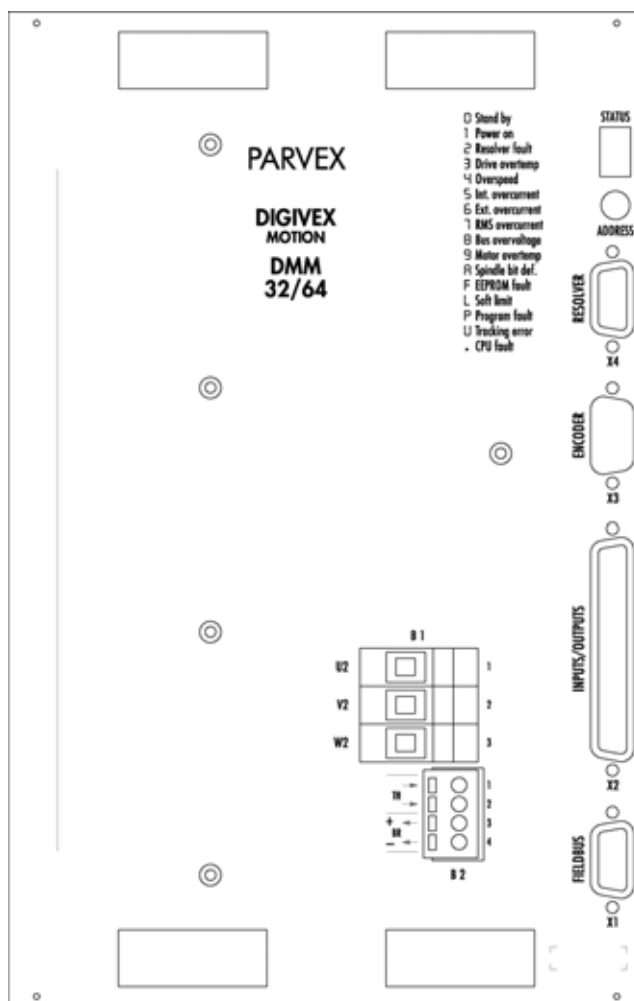 PARVEX
DIGIVEX
MOTION
DMM
32/64
0 Stand by
1 Power on
2 Resolver fault
3 Drive overtemp
4 Overspeed
5 Int. overcurrent
6 Ext. overcurrent
7 RMS overcurrent
8 Bus overvoltage
9 Motor overtemp
A Spindle bit def.
F EEPROM fault
L Soft limit
P Program fault
U Tracking error
. CPU fault
STATUS
ADDRESS
RESOLVER
X4
ENCODER
X3
INPUTS/OUTPUTS
X2
FIELDBUS
X1
B 1
U2 1
V2 2
W2 3
TH 1
2
+ BR 3
- 4
B 2